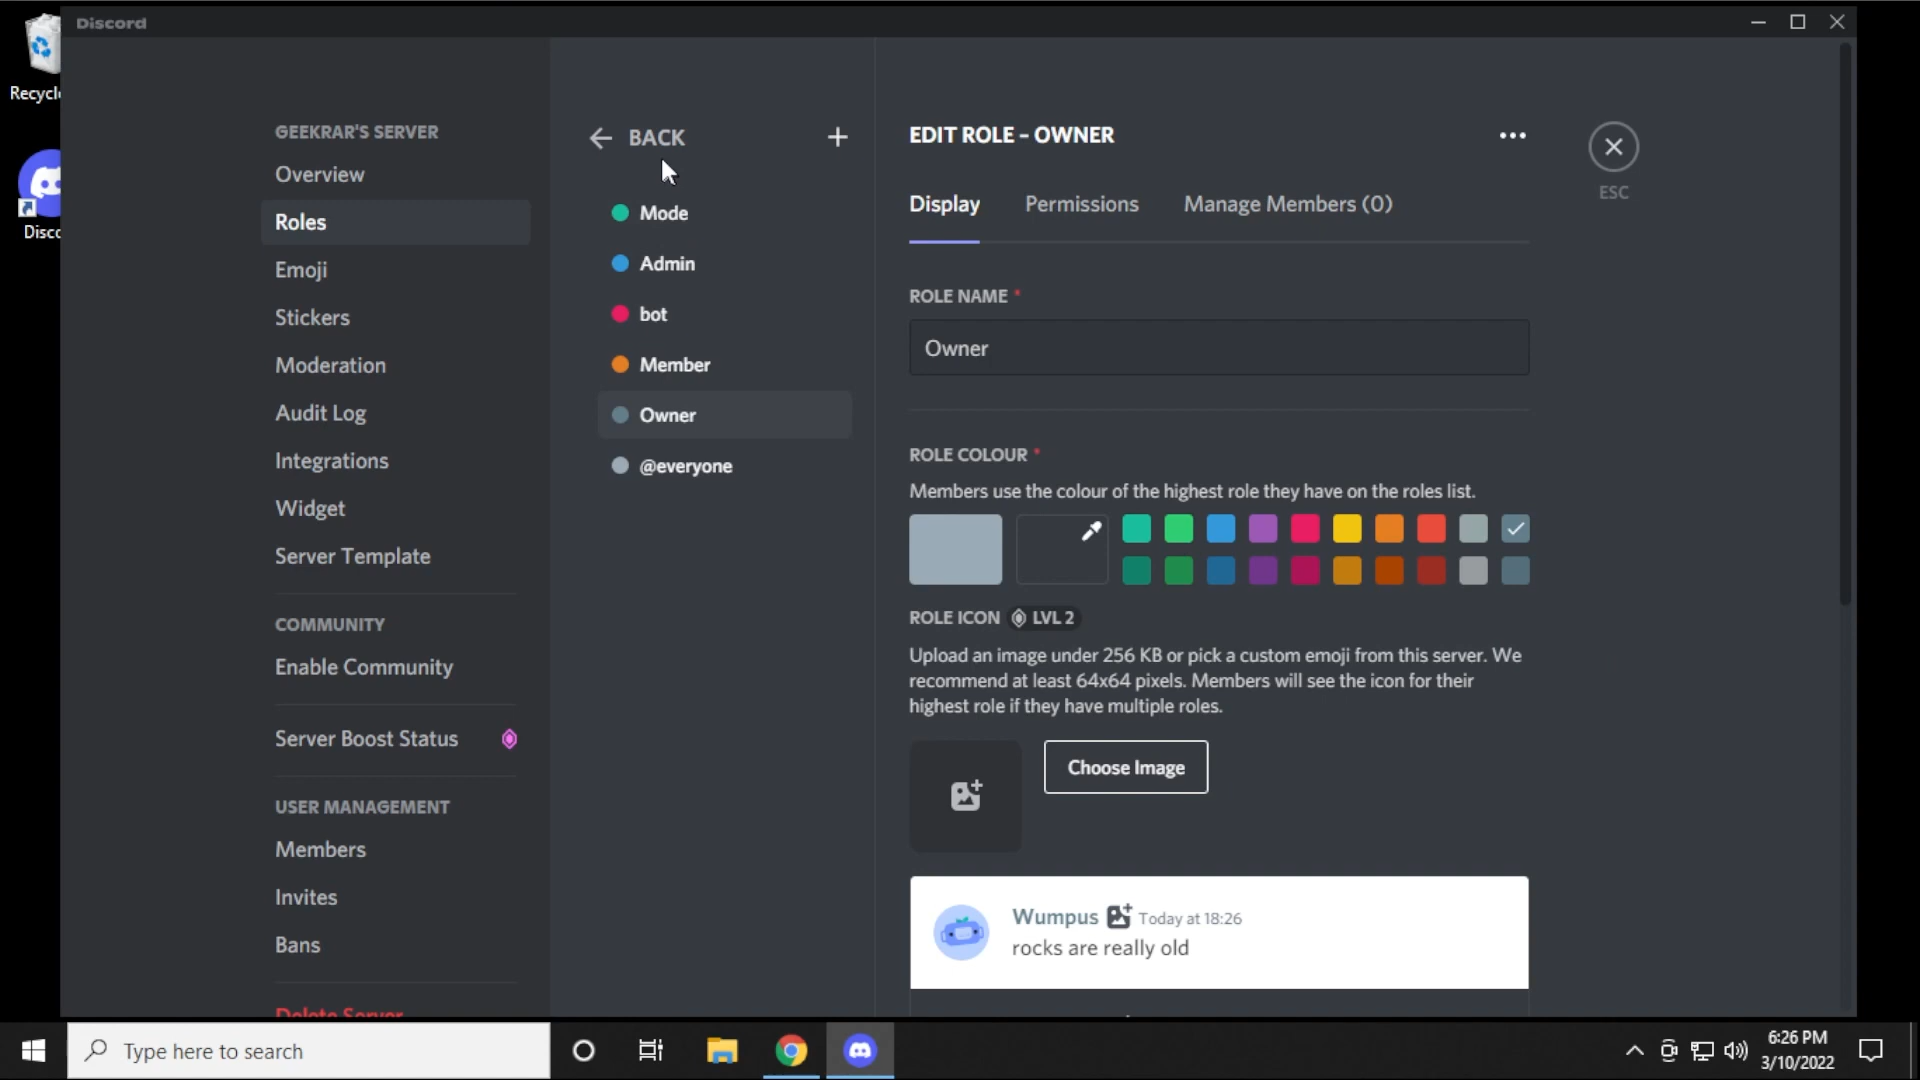 Discord
Recycl
Disco
GEEKRAR'S SERVER
Overview
Roles
Emoji
Stickers
Moderation
Audit Log
Integrations
Widget
Server Template
COMMUNITY
Enable Community
Server Boost Status
USER MANAGEMENT
Members
Invites
Bans
Delete Server
BACK
Mode
Admin
bot
Member
Owner
@everyone
EDIT ROLE – OWNER
Display Permissions Manage Members (0)
ESC
ROLE NAME *
Owner
ROLE COLOUR *
Members use the colour of the highest role they have on the roles list.
ROLE ICON LVL 2
Upload an image under 256 KB or pick a custom emoji from this server. We
recommend at least 64x64 pixels. Members will see the icon for their
highest role if they have multiple roles.
Choose Image
Wumpus Today at 18:26
rocks are really old
Type here to search
6:26 PM
3/10/2022